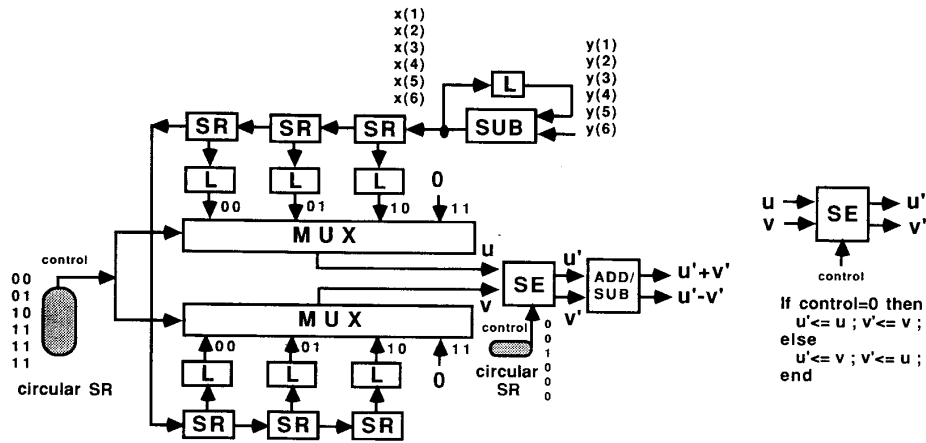 x(1)
x(2)
x(3)
x(4)
x(5)
x(6)
y(1)
y(2)
y(3)
y(4)
y(5)
y(6)
L
SR
SR
SR
SUB
L
L
L
0
00
01
10
11
MUX
control
00
01
10
11
11
11
circular SR
u
v
SE
u'
v'
ADD/
SUB
u'+v'
u'-v'
control
circular
SR
0
0
1
0
0
0
MUX
00
01
10
11
L
L
L
0
SR
SR
SR
u
v
SE
u'
v'
control
If control=0 then
u'<= u ; v'<= v ;
else
u'<= v ; v'<= u ;
end